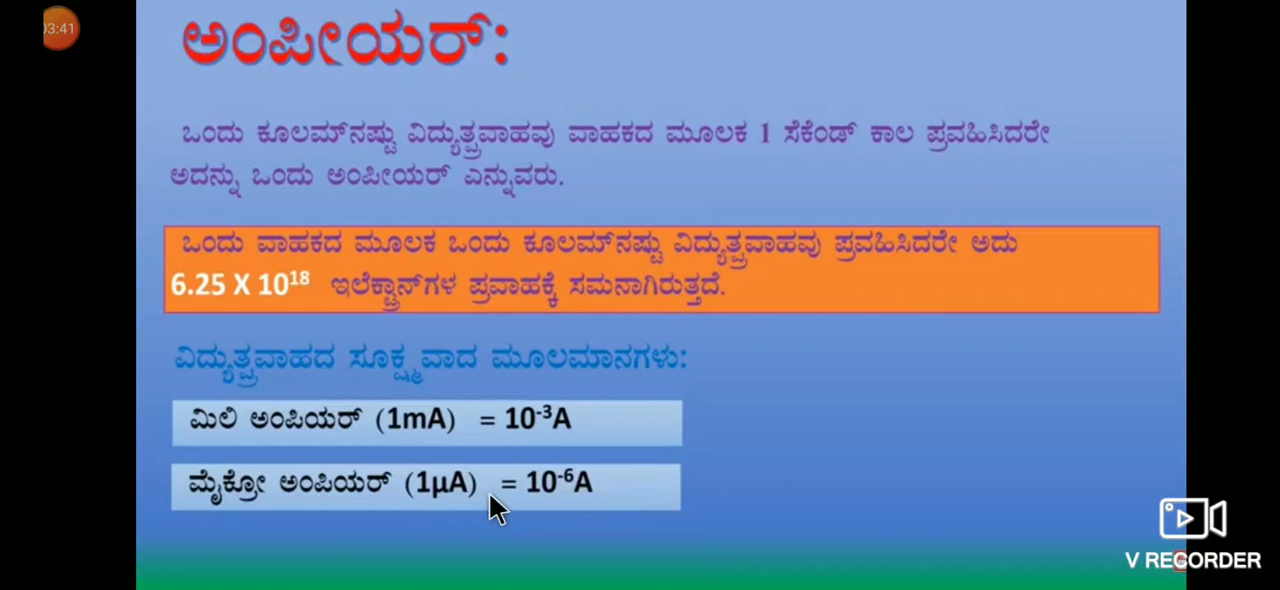 03:41
ಅಂಪೀಯರ್:
ಒಂದು ಕೂಲಮ್‌ನಷ್ಟು ವಿದ್ಯುತ್ಪ್ರವಾಹವು ವಾಹಕದ ಮೂಲಕ 1 ಸೆಕೆಂಡ್ ಕಾಲ ಪ್ರವಹಿಸಿದರೇ
ಅದನ್ನು ಒಂದು ಅಂಪೀಯರ್ ಎನ್ನುವರು.
ಒಂದು ವಾಹಕದ ಮೂಲಕ ಒಂದು ಕೂಲಮ್‌ನಷ್ಟು ವಿದ್ಯುತ್ಪ್ರವಾಹವು ಪ್ರವಹಿಸಿದರೇ ಅದು
6.25 X 10¹⁸ ಇಲೆಕ್ಟ್ರಾನ್‌ಗಳ ಪ್ರವಾಹಕ್ಕೆ ಸಮನಾಗಿರುತ್ತದೆ.
ವಿದ್ಯುತ್ಪ್ರವಾಹದ ಸೂಕ್ಷ್ಮವಾದ ಮೂಲಮಾನಗಳು:
ಮಿಲಿ ಅಂಪಿಯರ್ (1mA) = 10⁻³A
ಮೈಕ್ರೋ ಅಂಪಿಯರ್ (1µA) = 10⁻⁶A
V RECORDER